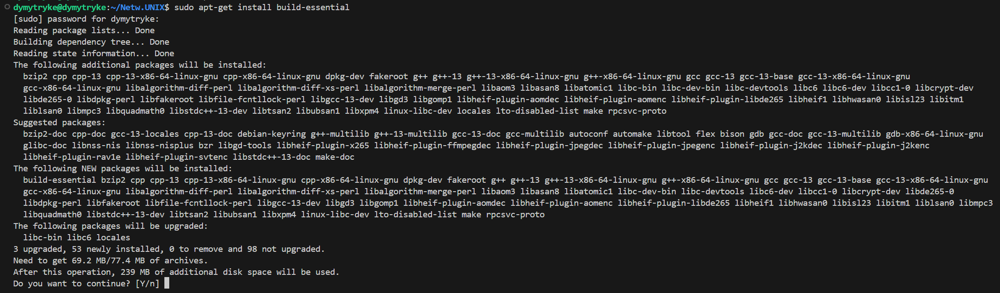 dymytryke@dymytryke:~/Netw.UNIX$ sudo apt-get install build-essential
[sudo] password for dymytryke:
Reading package lists... Done
Building dependency tree... Done
Reading state information... Done
The following additional packages will be installed:
  bzip2 cpp cpp-13 cpp-13-x86-64-linux-gnu cpp-x86-64-linux-gnu dpkg-dev fakeroot g++ g++-13 g++-13-x86-64-linux-gnu g++-x86-64-linux-gnu gcc gcc-13 gcc-13-base gcc-13-x86-64-linux-gnu
  gcc-x86-64-linux-gnu libalgorithm-diff-perl libalgorithm-diff-xs-perl libalgorithm-merge-perl libaom3 libasan8 libatomic1 libc-bin libc-dev-bin libc-devtools libc6 libc6-dev libcc1-0 libcrypt-dev
  libde265-0 libdpkg-perl libfakeroot libfile-fcntllock-perl libgcc-13-dev libgd3 libgomp1 libheif-plugin-aomdec libheif-plugin-aomenc libheif-plugin-libde265 libheif1 libhwasan0 libisl23 libitm1
  liblsan0 libmpc3 libquadmath0 libstdc++-13-dev libtsan2 libubsan1 libxpm4 linux-libc-dev locales lto-disabled-list make rpcsvc-proto
Suggested packages:
  bzip2-doc cpp-doc gcc-13-locales cpp-13-doc debian-keyring g++-multilib g++-13-multilib gcc-13-doc gcc-multilib autoconf automake libtool flex bison gdb gcc-doc gcc-13-multilib gdb-x86-64-linux-gnu
  glibc-doc libnss-nis libnss-nisplus bzr libgd-tools libheif-plugin-x265 libheif-plugin-ffmpegdec libheif-plugin-jpegdec libheif-plugin-jpegenc libheif-plugin-j2kdec libheif-plugin-j2kenc
  libheif-plugin-rav1e libheif-plugin-svtenc libstdc++-13-doc make-doc
The following NEW packages will be installed:
  build-essential bzip2 cpp cpp-13 cpp-13-x86-64-linux-gnu cpp-x86-64-linux-gnu dpkg-dev fakeroot g++ g++-13 g++-13-x86-64-linux-gnu g++-x86-64-linux-gnu gcc gcc-13 gcc-13-base gcc-13-x86-64-linux-gnu
  gcc-x86-64-linux-gnu libalgorithm-diff-perl libalgorithm-diff-xs-perl libalgorithm-merge-perl libaom3 libasan8 libatomic1 libc-dev-bin libc-devtools libc6-dev libcc1-0 libcrypt-dev libde265-0
  libdpkg-perl libfakeroot libfile-fcntllock-perl libgcc-13-dev libgd3 libgomp1 libheif-plugin-aomdec libheif-plugin-aomenc libheif-plugin-libde265 libheif1 libhwasan0 libisl23 libitm1 liblsan0 libmpc3
  libquadmath0 libstdc++-13-dev libtsan2 libubsan1 libxpm4 linux-libc-dev lto-disabled-list make rpcsvc-proto
The following packages will be upgraded:
  libc-bin libc6 locales
3 upgraded, 53 newly installed, 0 to remove and 98 not upgraded.
Need to get 69.2 MB/77.4 MB of archives.
After this operation, 239 MB of additional disk space will be used.
Do you want to continue? [Y/n]